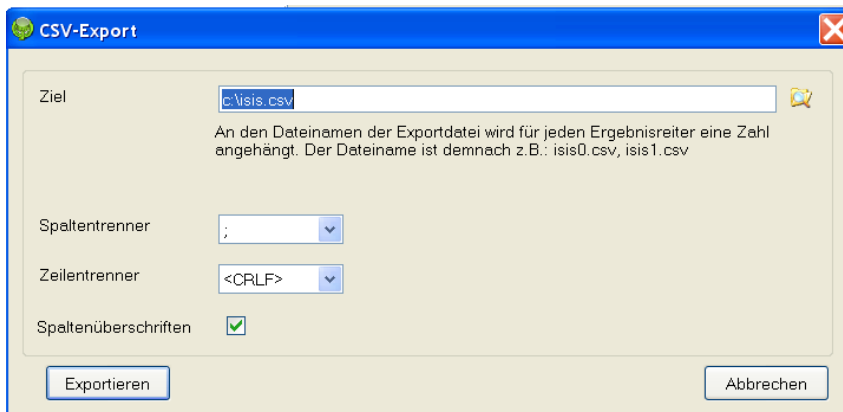 CSV-Export
Ziel
c:\isis.csv
An den Dateinamen der Exportdatei wird für jeden Ergebnisreiter eine Zahl
angehängt. Der Dateiname ist demnach z.B.: isis0.csv, isis1.csv
Spaltentrenner
;
Zeilentrenner
<CRLF>
Spaltenüberschriften
Exportieren
Abbrechen